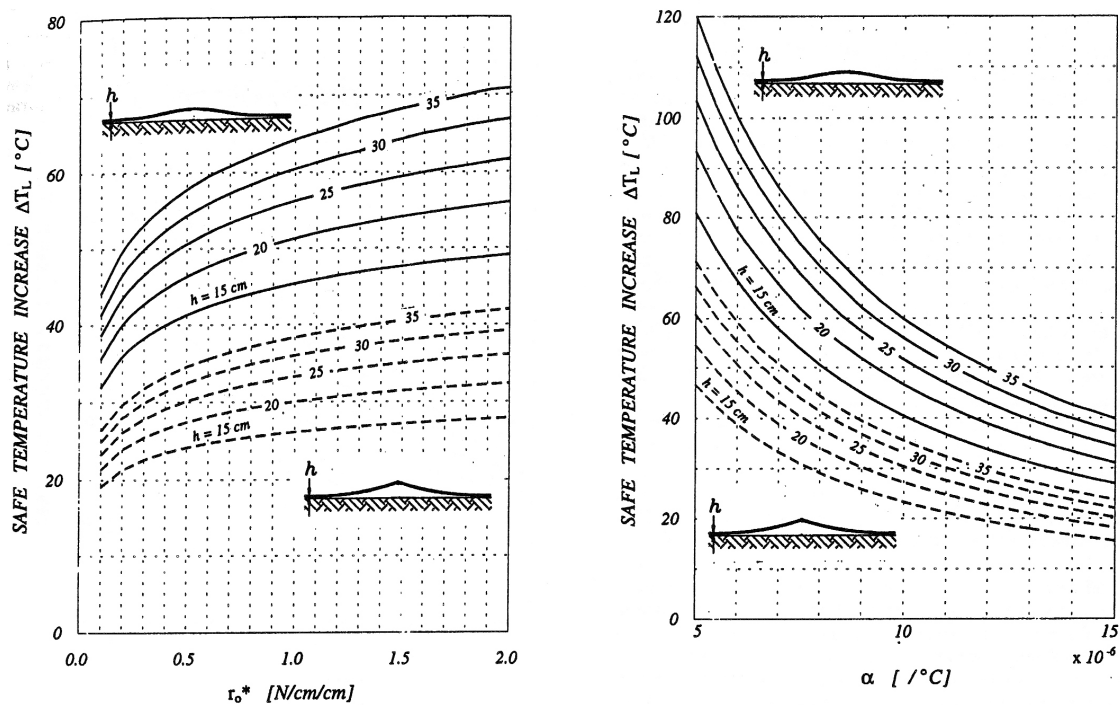 SAFE TEMPERATURE INCREASE ΔT_L [°C]
80
60
40
20
0
h
35
30
25
20
h = 15 cm
35
30
25
20
h = 15 cm
h
0.0 0.5 1.0 1.5 2.0
r_o* [N/cm/cm]
SAFE TEMPERATURE INCREASE ΔT_L [°C]
120
100
80
60
40
20
0
h
h = 15 cm
20
25
30
35
h = 15 cm
20
25
30
35
h
5 10 15
x 10⁻⁶
α [ /°C]